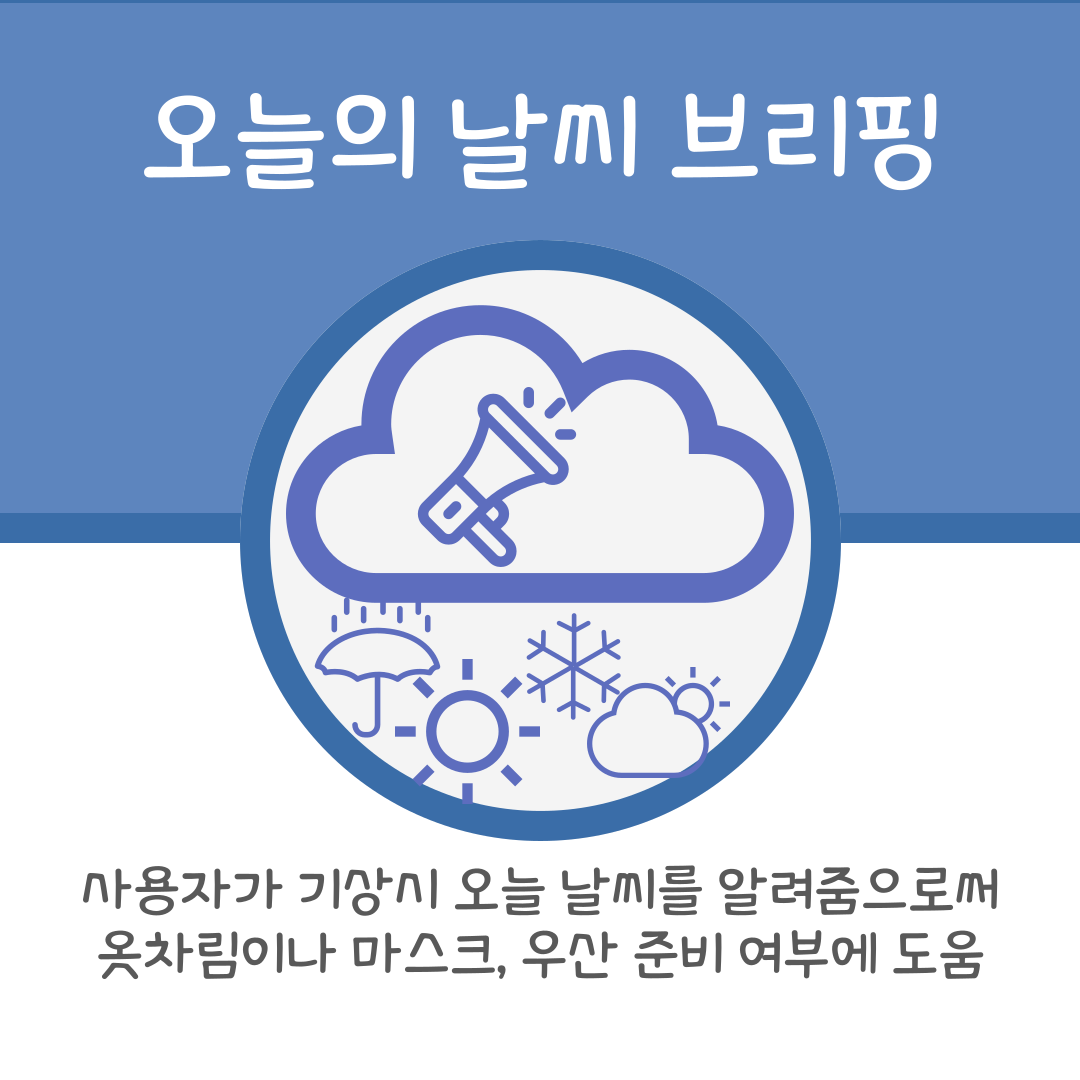 오늘의 날씨 브리핑
사용자가 기상시 오늘 날씨를 알려줌으로써
옷차림이나 마스크, 우산 준비 여부에 도움